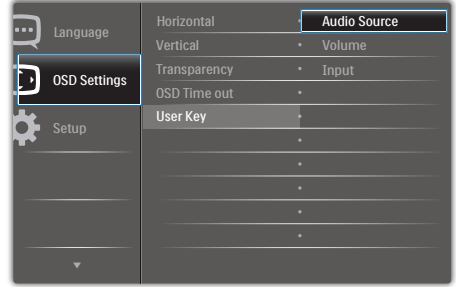 Language
OSD Settings
Setup
Horizontal
Vertical
Transparency
OSD Time out
User Key
Audio Source
Volume
Input